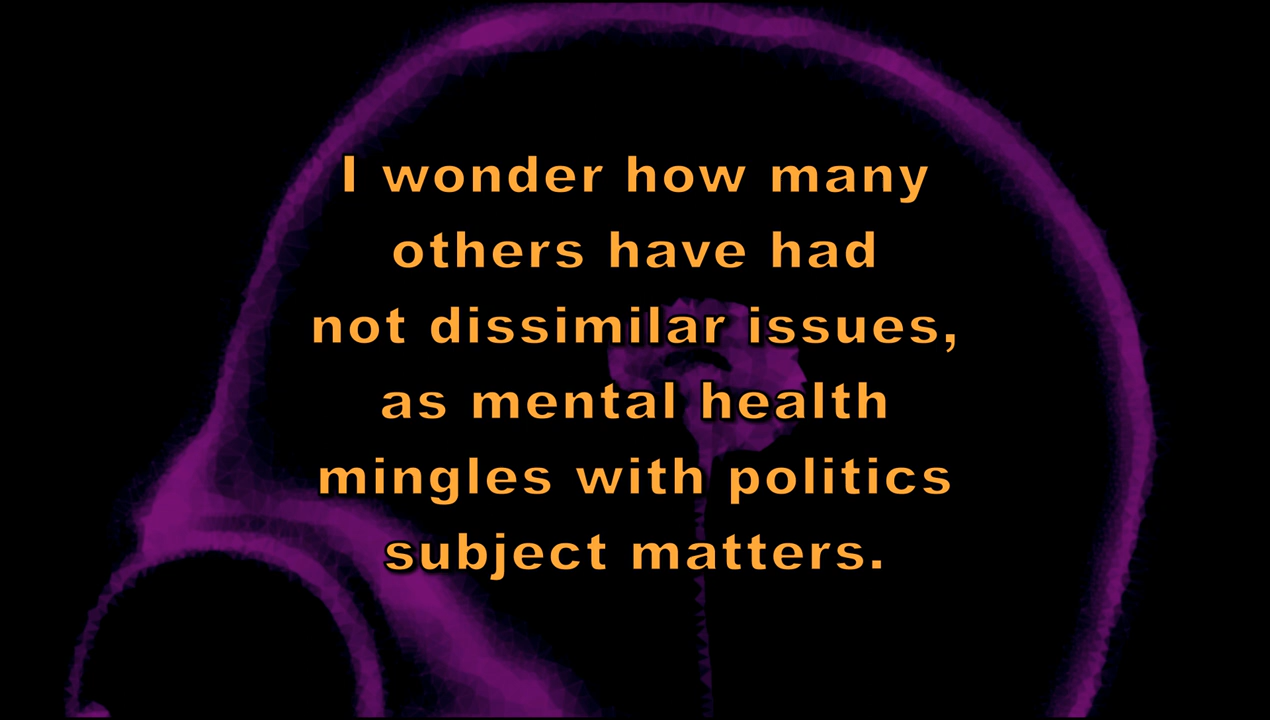 I wonder how many
others have had
not dissimilar issues,
as mental health
mingles with politics
subject matters.